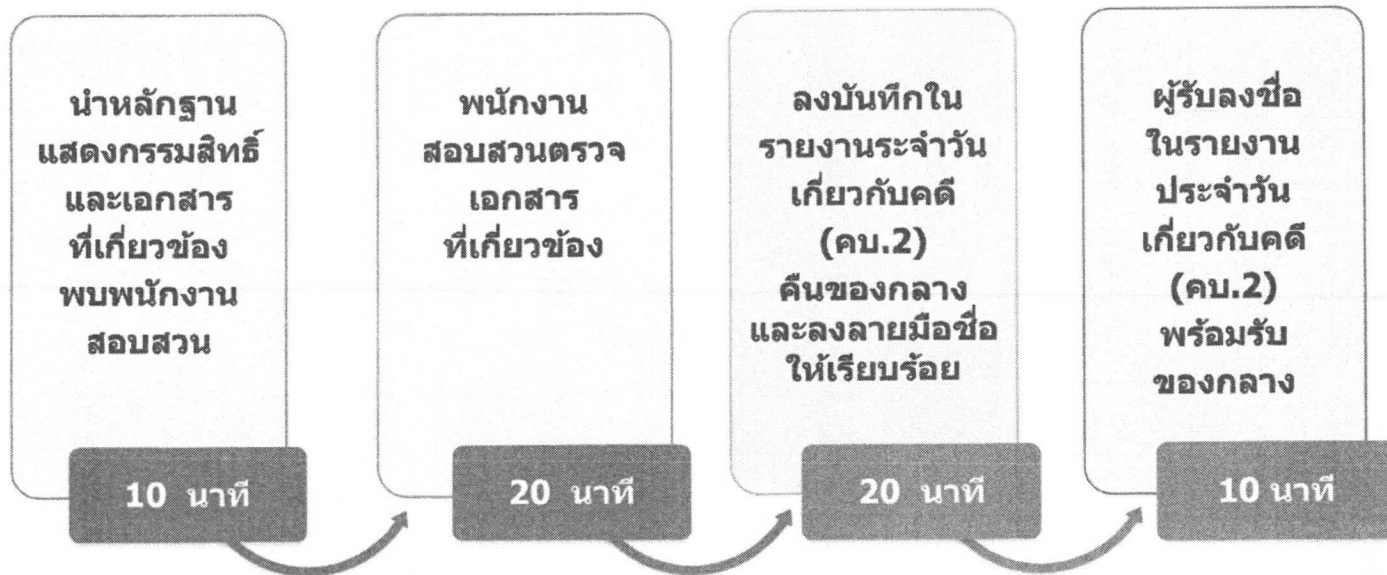 นำหลักฐาน
แสดงกรรมสิทธิ์
และเอกสาร
ที่เกี่ยวข้อง
พบพนักงาน
สอบสวน
10 นาที
พนักงาน
สอบสวนตรวจ
เอกสาร
ที่เกี่ยวข้อง
20 นาที
ลงบันทึกใน
รายงานระจำวัน
เกี่ยวกับคดี
(คบ.2)
คืนของกลาง
และลงลายมือชื่อ
ให้เรียบร้อย
20 นาที
ผู้รับลงชื่อ
ในรายงาน
ประจำวัน
เกี่ยวกับคดี
(คบ.2)
พร้อมรับ
ของกลาง
10 นาที